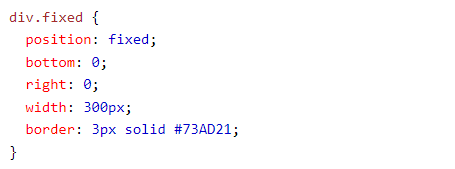 div.fixed {
  position: fixed;
  bottom: 0;
  right: 0;
  width: 300px;
  border: 3px solid #73AD21;
}